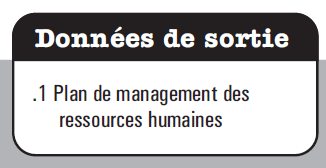 Données de sortie
.1 Plan de management des
ressources humaines